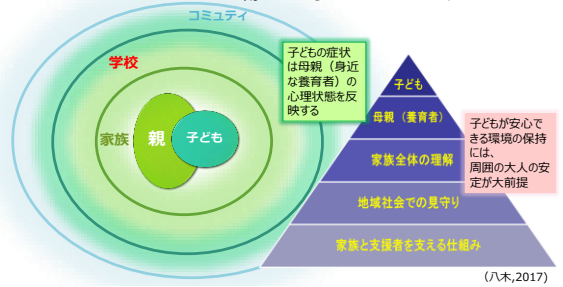 コミュティ
学校
家族
親
子ども
子どもの症状
は母親（身近
な養育者）の
心理状態を反
映する
子ども
母親（養育者）
家族全体の理解
地域社会での見守り
家族と支援者を支える仕組み
子どもが安心で
きる環境の保持
には、
周囲の大人の安
定が大前提
（八木,2017)